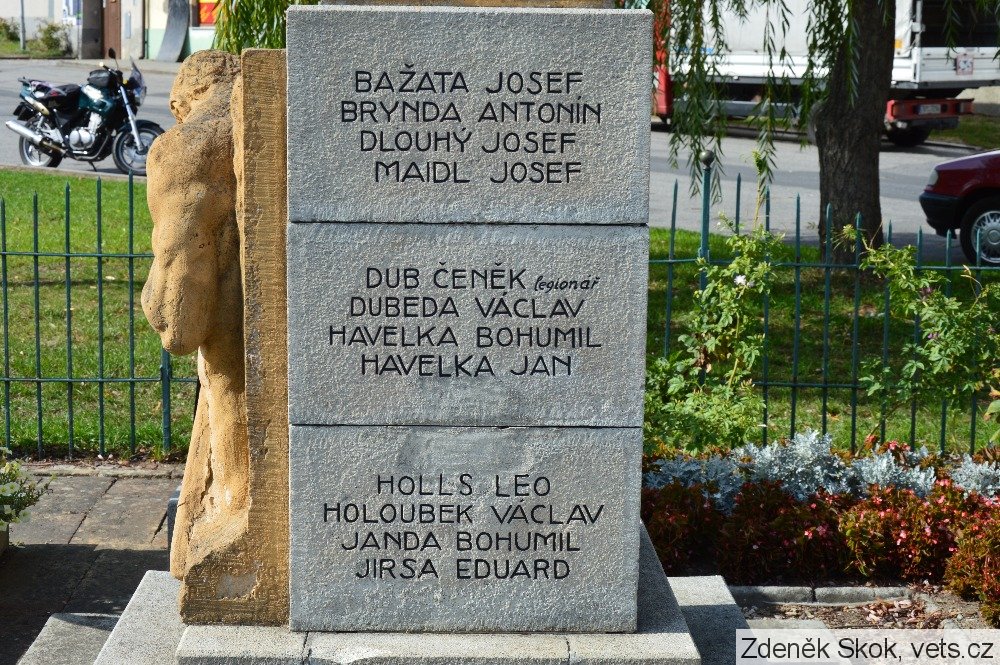 BAŽATA JOSEF
BRYNDA ANTONÍN
DLOUHÝ JOSEF
MAIDL JOSEF
DUB ČENĚK legionář
DUBEDA VÁCLAV
HAVELKA BOHUMIL
HAVELKA JAN
HOLLS LEO
HOLOUBEK VÁCLAV
JANDA BOHUMIL
JIRSA EDUARD
Zdeněk Skok, vets.cz